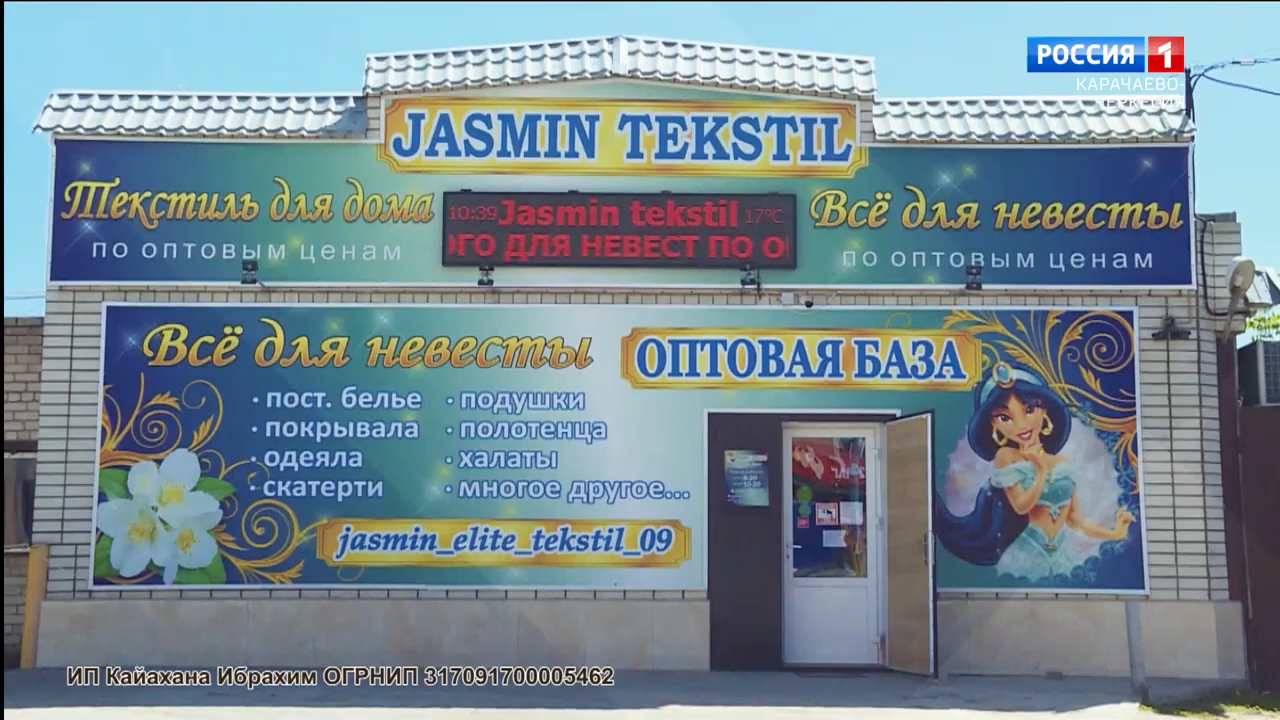 РОССИЯ 1
КАРАЧАЕВО-
ЧЕРКЕСИЯ
JASMIN TEKSTIL
Текстиль для дома
по оптовым ценам
10:39 Jasmin tekstil 17°C
ОГО ДЛЯ НЕВЕСТ ПО О
Всё для невесты
по оптовым ценам
Всё для невесты
ОПТОВАЯ БАЗА
· пост. белье
· покрывала
· одеяла
· скатерти
· подушки
· полотенца
· халаты
· многое другое...
jasmin_elite_tekstil_09
ИП Кайахана Ибрахим ОГРНИП 317091700005462